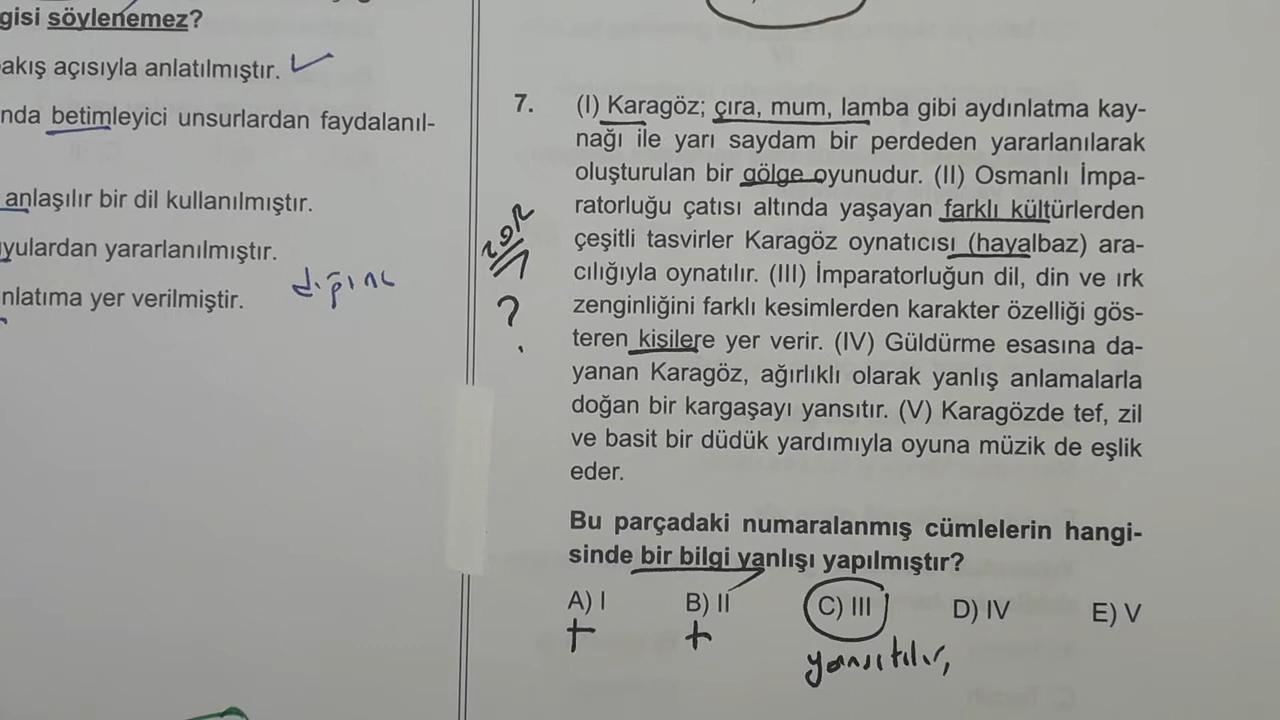 gisi söylenemez?
akış açısıyla anlatılmıştır.
nda betimleyici unsurlardan faydalanıl-
anlaşılır bir dil kullanılmıştır.
yulardan yararlanılmıştır.
nlatıma yer verilmiştir.
7. (I) Karagöz; çıra, mum, lamba gibi aydınlatma kay-
nağı ile yarı saydam bir perdeden yararlanılarak
oluşturulan bir gölge oyunudur. (II) Osmanlı İmpa-
ratorluğu çatısı altında yaşayan farklı kültürlerden
çeşitli tasvirler Karagöz oynatıcısı (hayalbaz) ara-
cılığıyla oynatılır. (III) İmparatorluğun dil, din ve ırk
zenginliğini farklı kesimlerden karakter özelliği gös-
teren kişilere yer verir. (IV) Güldürme esasına da-
yanan Karagöz, ağırlıklı olarak yanlış anlamalarla
doğan bir kargaşayı yansıtır. (V) Karagözde tef, zil
ve basit bir düdük yardımıyla oyuna müzik de eşlik
eder.
zor
?
Bu parçadaki numaralanmış cümlelerin hangi-
sinde bir bilgi yanlışı yapılmıştır?
A) I B) II C) III D) IV E) V
+ +
yansıtılır,